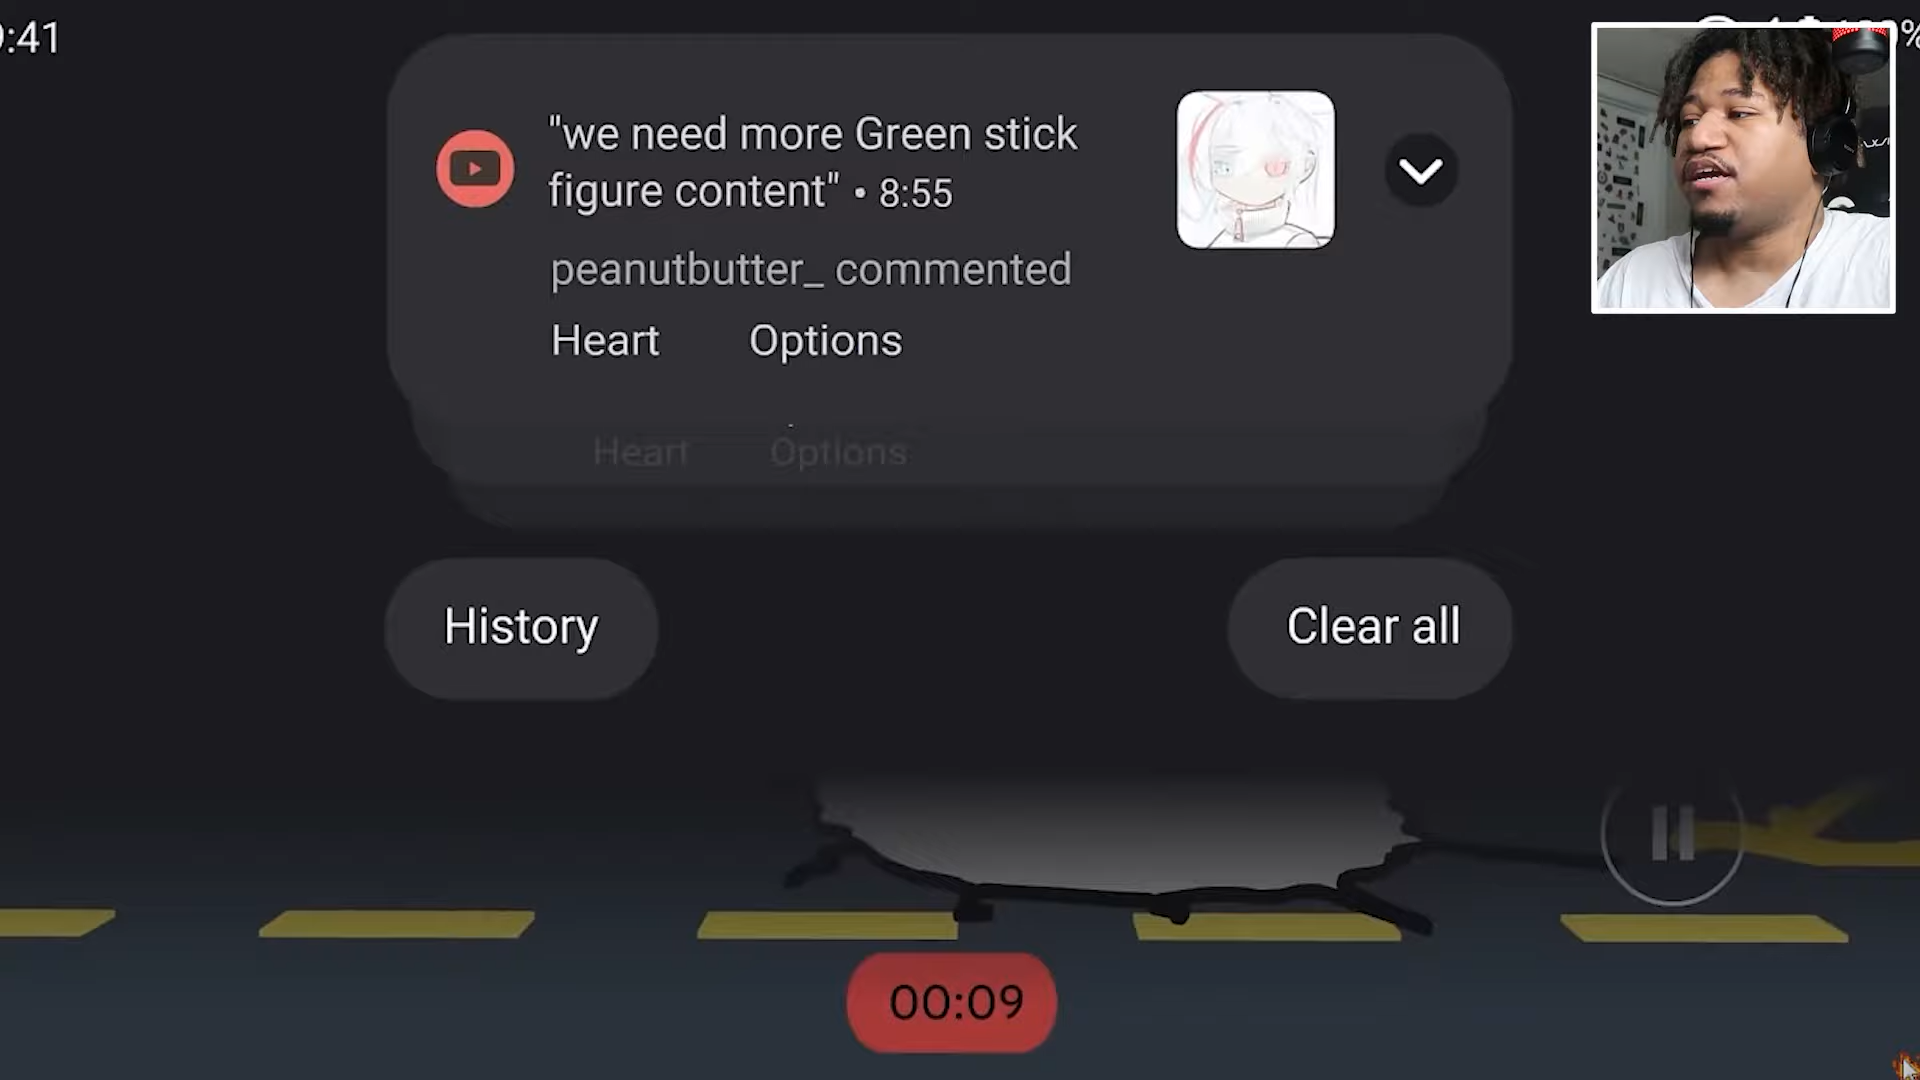 :41
"we need more Green stick
figure content" • 8:55
peanutbutter_ commented
Heart Options
Heart Options
History Clear all
00:09